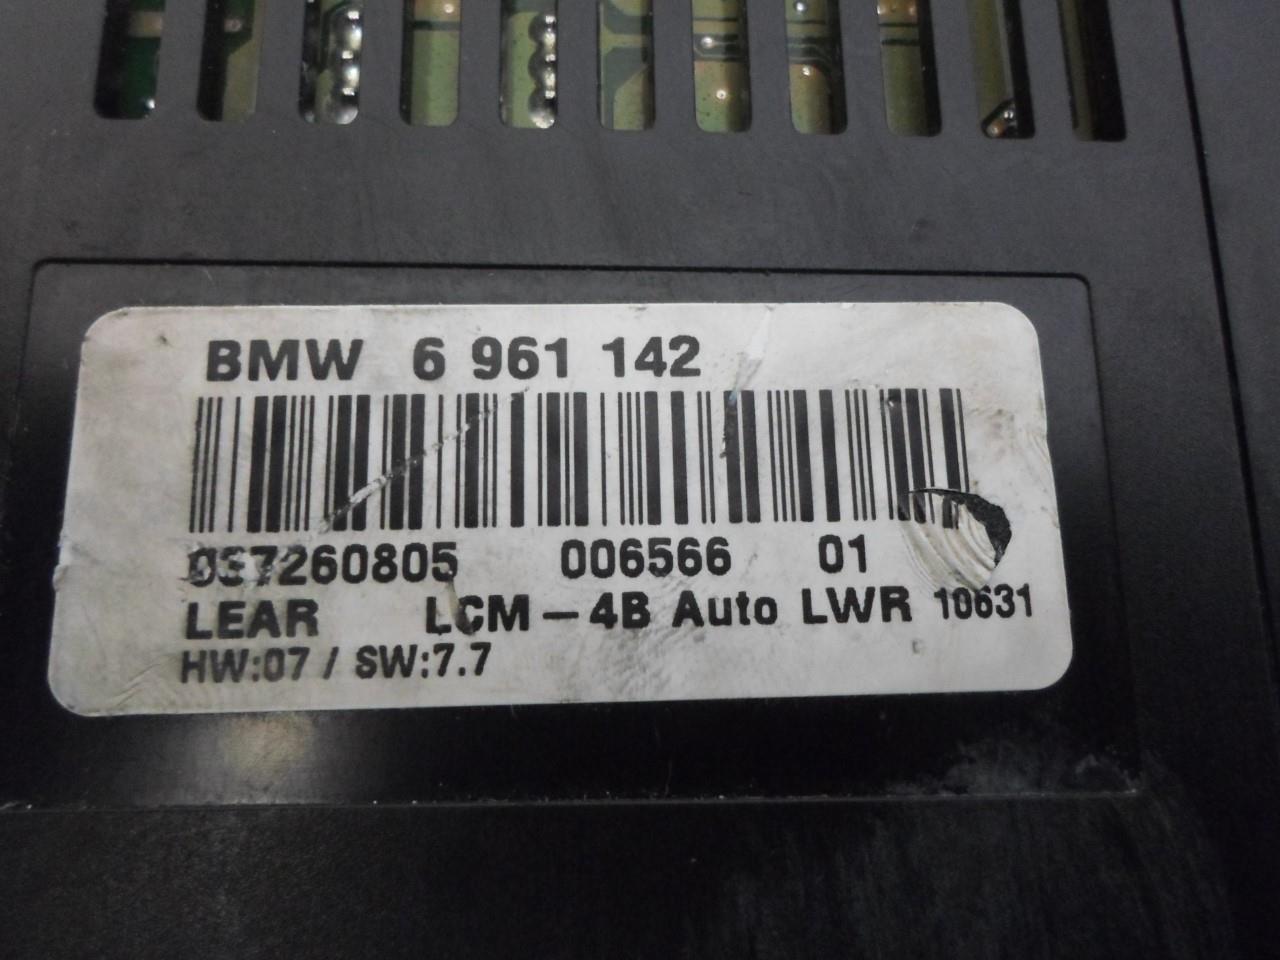 BMW 6 961 142
037260805 006566 01
LEAR LCM-4B Auto LWR 10631
HW:07 / SW:7.7